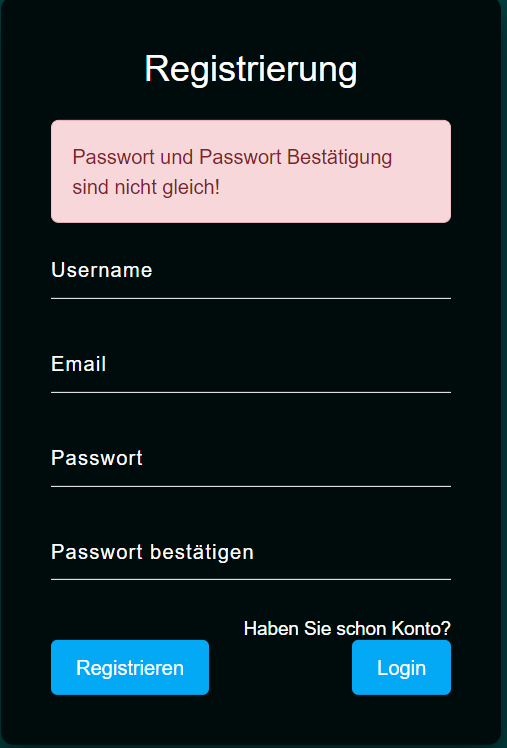 Registrierung
Passwort und Passwort Bestätigung
sind nicht gleich!
Username
Email
Passwort
Passwort bestätigen
Haben Sie schon Konto?
Registrieren
Login